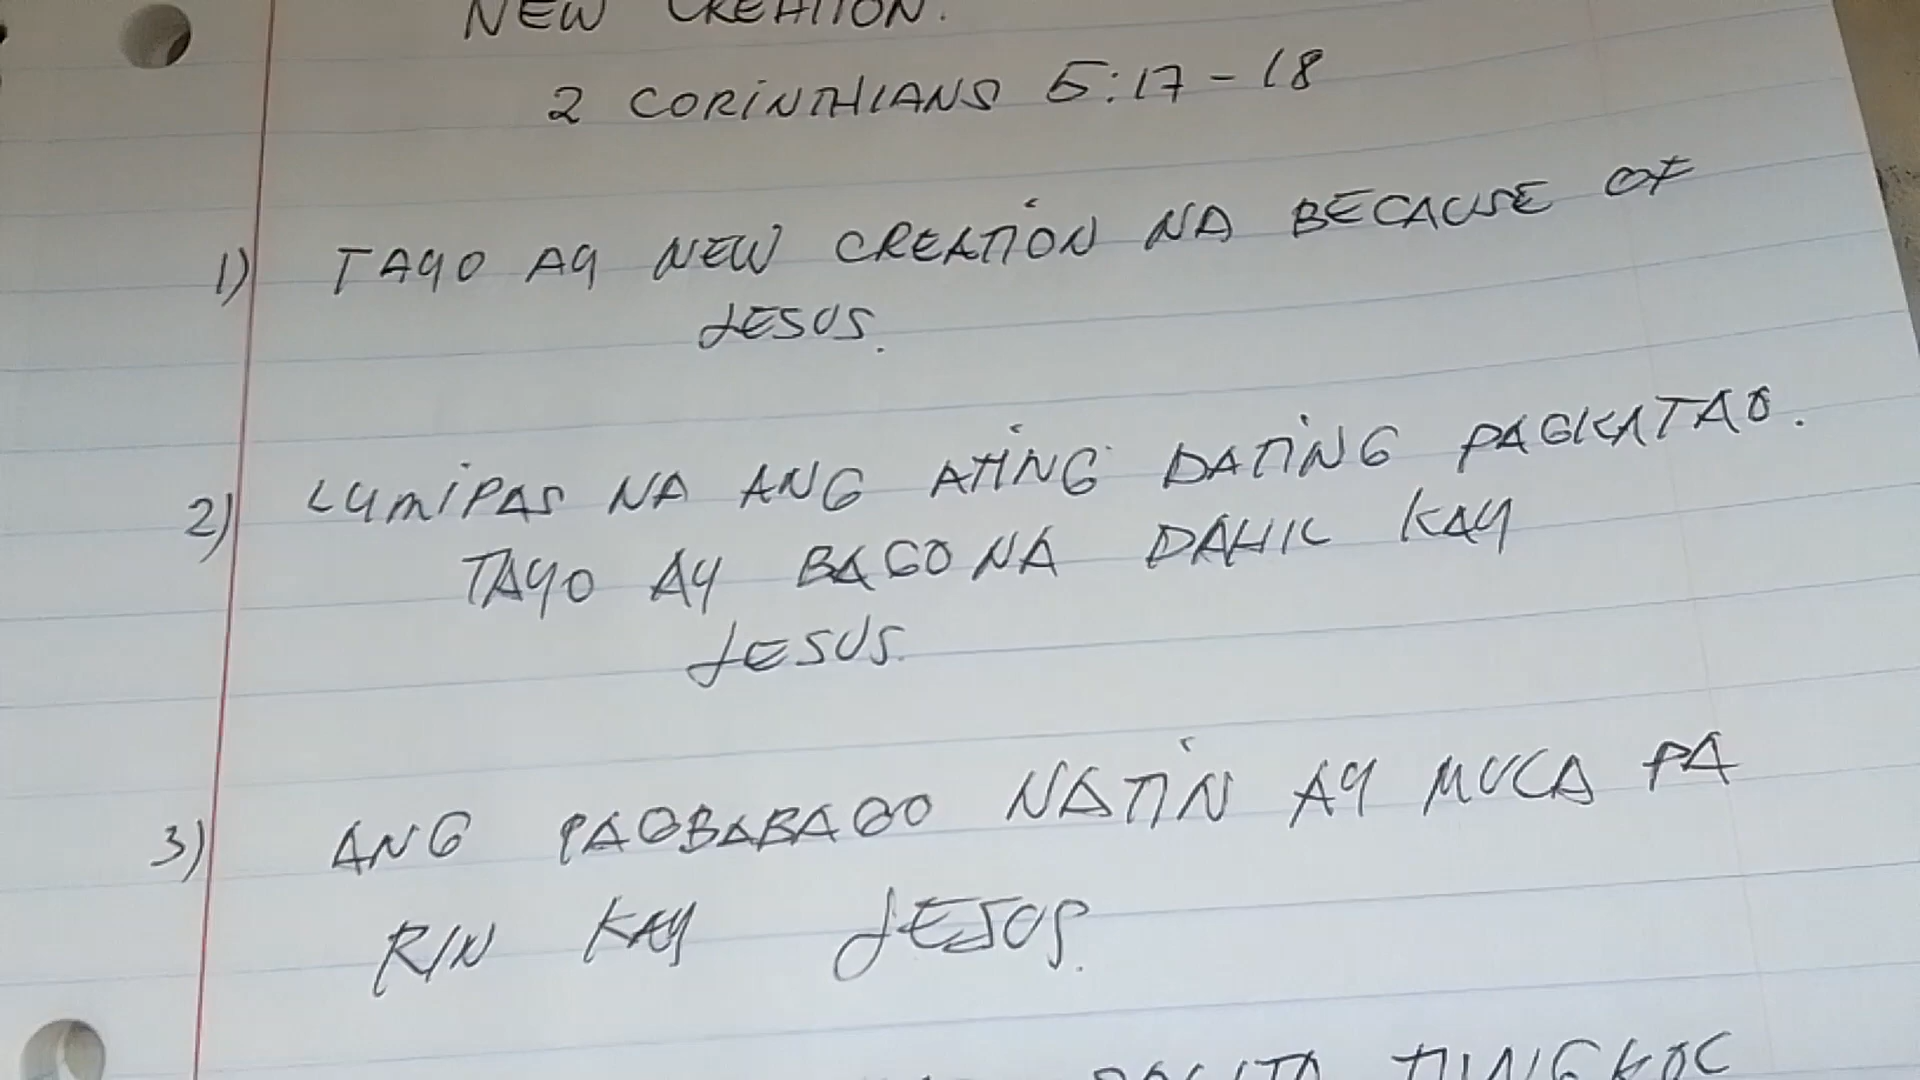 NEW CREATION.
2 CORINTHIANS 5:17-18
1) TAYO AY NEW CREATION NA BECAUSE OF
JESUS.
2) LUMIPAS NA ANG ATING DATING PAGKATAO.
TAYO AY BAGO NA DAHIL KAY
JESUS.
3) ANG PAGBABAGO NATIN AY MULA PA
RIN KAY JESUS.
TUNGKOL